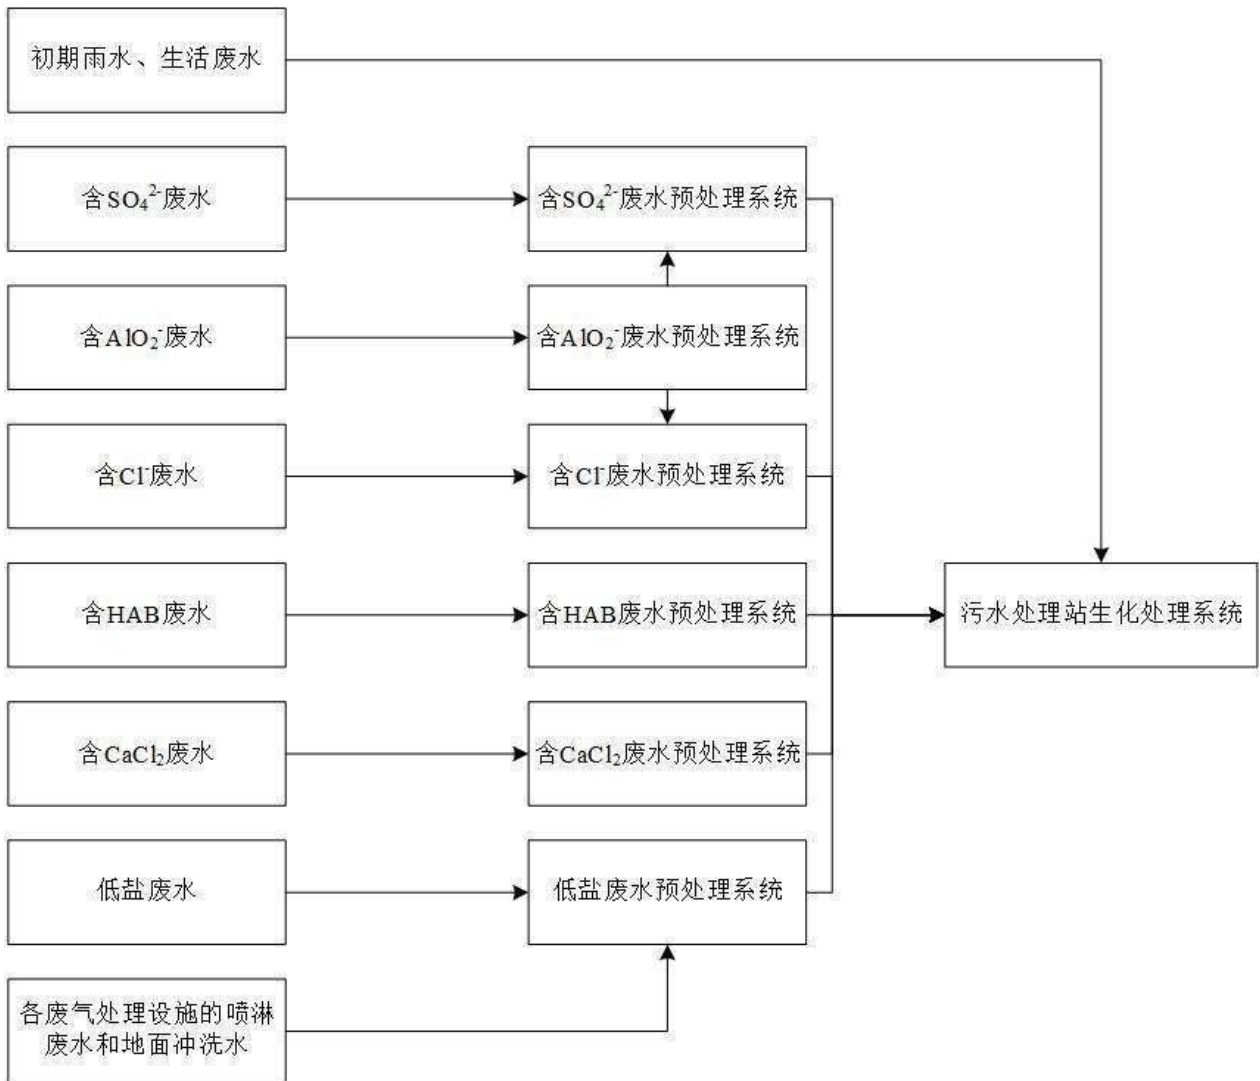 初期雨水、生活废水
含SO₄²⁻废水
含SO₄²⁻废水预处理系统
含AlO₂⁻废水
含AlO₂⁻废水预处理系统
含Cl⁻废水
含Cl⁻废水预处理系统
含HAB废水
含HAB废水预处理系统
污水处理站生化处理系统
含CaCl₂废水
含CaCl₂废水预处理系统
低盐废水
低盐废水预处理系统
各废气处理设施的喷淋
废水和地面冲洗水